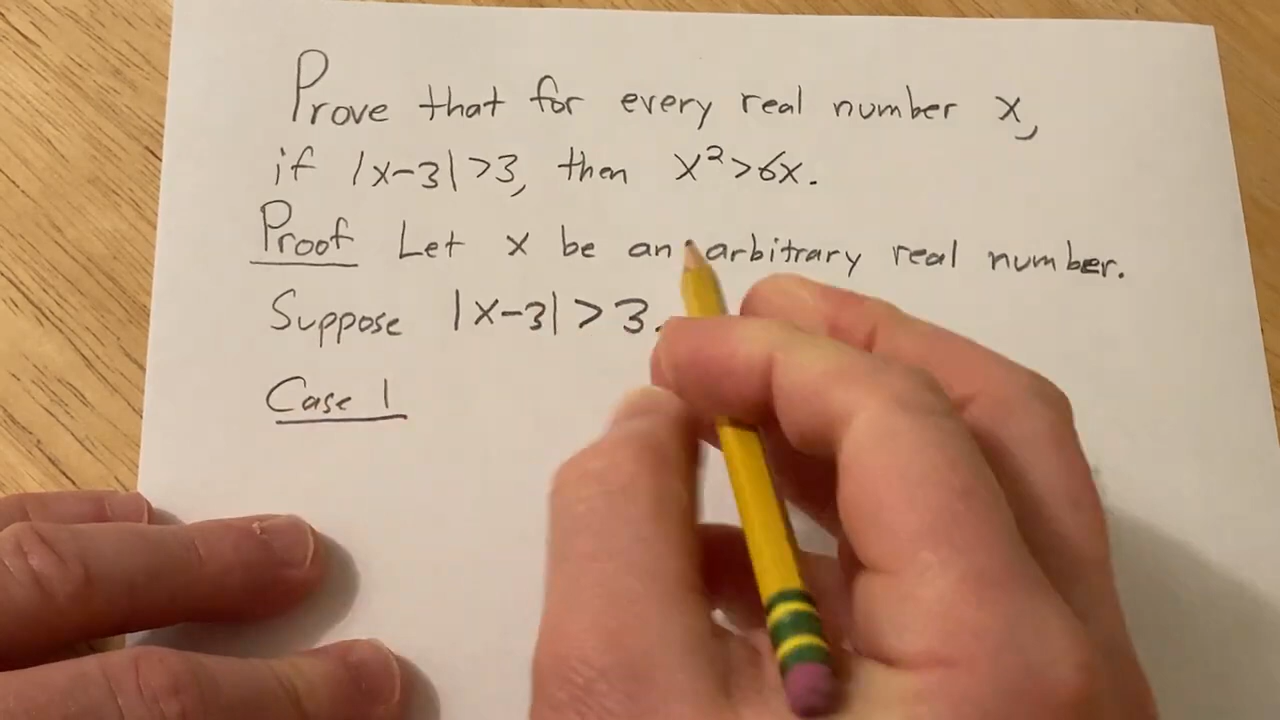 Prove that for every real number x,
if |x-3|>3, then x²>6x.
Proof Let x be an arbitrary real number.
Suppose |x-3|>3.
Case 1